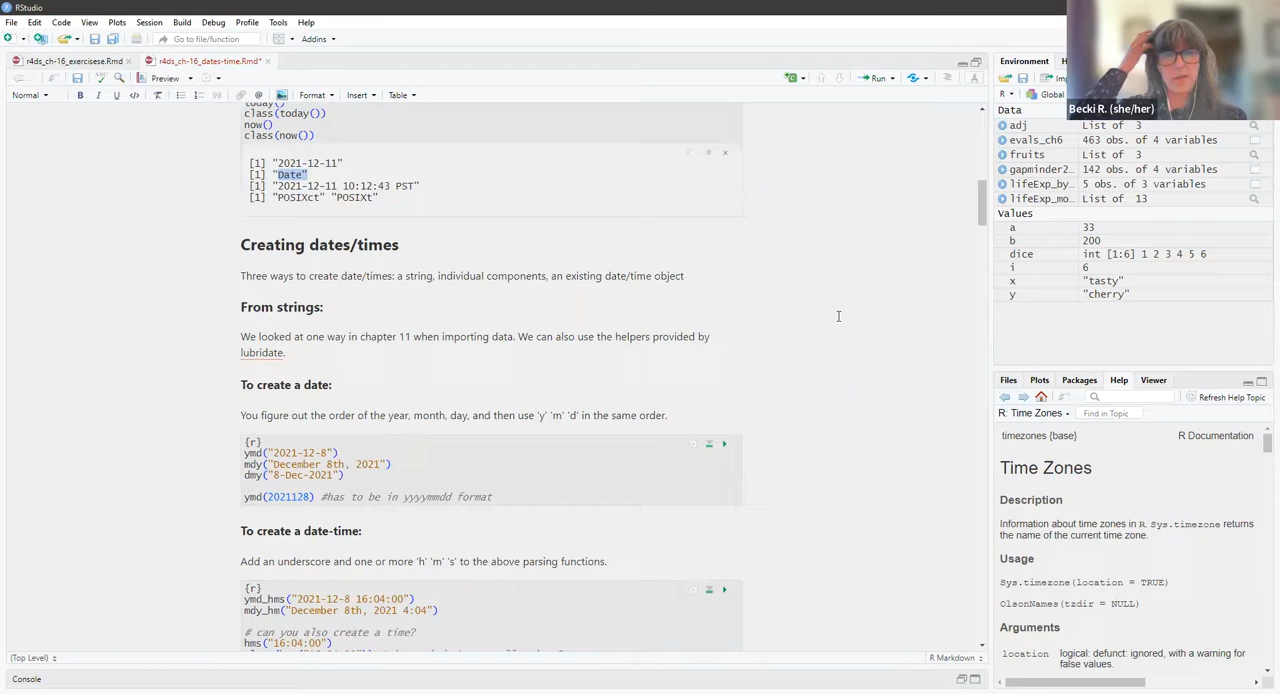 RStudio
File Edit Code View Plots Session Build Debug Profile Tools Help
Go to file/function Addins
r4ds_ch-16_exercisese.Rmd r4ds_ch-16_dates-time.Rmd*
Preview Run
Normal B I U Format Insert Table
today()
class(today())
now()
class(now())
[1] "2021-12-11"
[1] "Date"
[1] "2021-12-11 10:12:43 PST"
[1] "POSIXct" "POSIXt"
Creating dates/times
Three ways to create date/times: a string, individual components, an existing date/time object
From strings:
We looked at one way in chapter 11 when importing data. We can also use the helpers provided by
lubridate.
To create a date:
You figure out the order of the year, month, day, and then use 'y' 'm' 'd' in the same order.
{r}
ymd("2021-12-8")
mdy("December 8th, 2021")
dmy("8-Dec-2021")
ymd(2021128) #has to be in yyyymmdd format
To create a date-time:
Add an underscore and one or more 'h' 'm' 's' to the above parsing functions.
{r}
ymd_hms("2021-12-8 16:04:00")
mdy_hm("December 8th, 2021 4:04")
# can you also create a time?
hms("16:04:00")
(Top Level) R Markdown
Console
Becki R. (she/her)
Environment
R Global
Data
adj List of 3
evals_ch6 463 obs. of 4 variables
fruits List of 3
gapminder2… 142 obs. of 4 variables
lifeExp_by… 5 obs. of 3 variables
lifeExp_mo… List of 13
Values
a 33
b 200
dice int [1:6] 1 2 3 4 5 6
i 6
x "tasty"
y "cherry"
Files Plots Packages Help Viewer
Refresh Help Topic
R: Time Zones Find in Topic
timezones {base} R Documentation
Time Zones
Description
Information about time zones in R. Sys.timezone returns
the name of the current time zone.
Usage
Sys.timezone(location = TRUE)
OlsonNames(tzdir = NULL)
Arguments
location logical: defunct: ignored, with a warning for
false values.